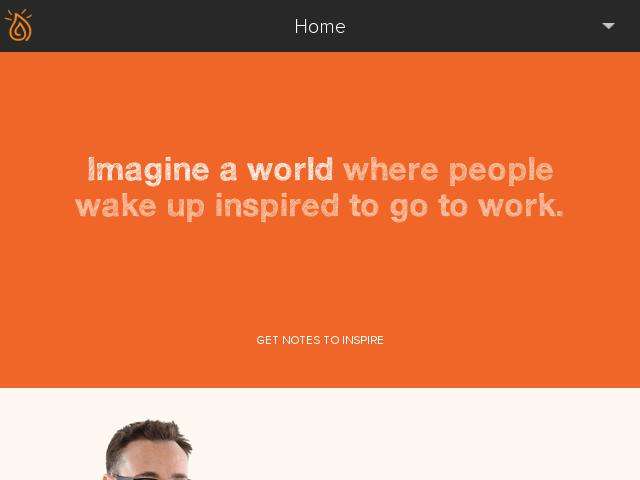 Home
Imagine a world where people
wake up inspired to go to work.
GET NOTES TO INSPIRE